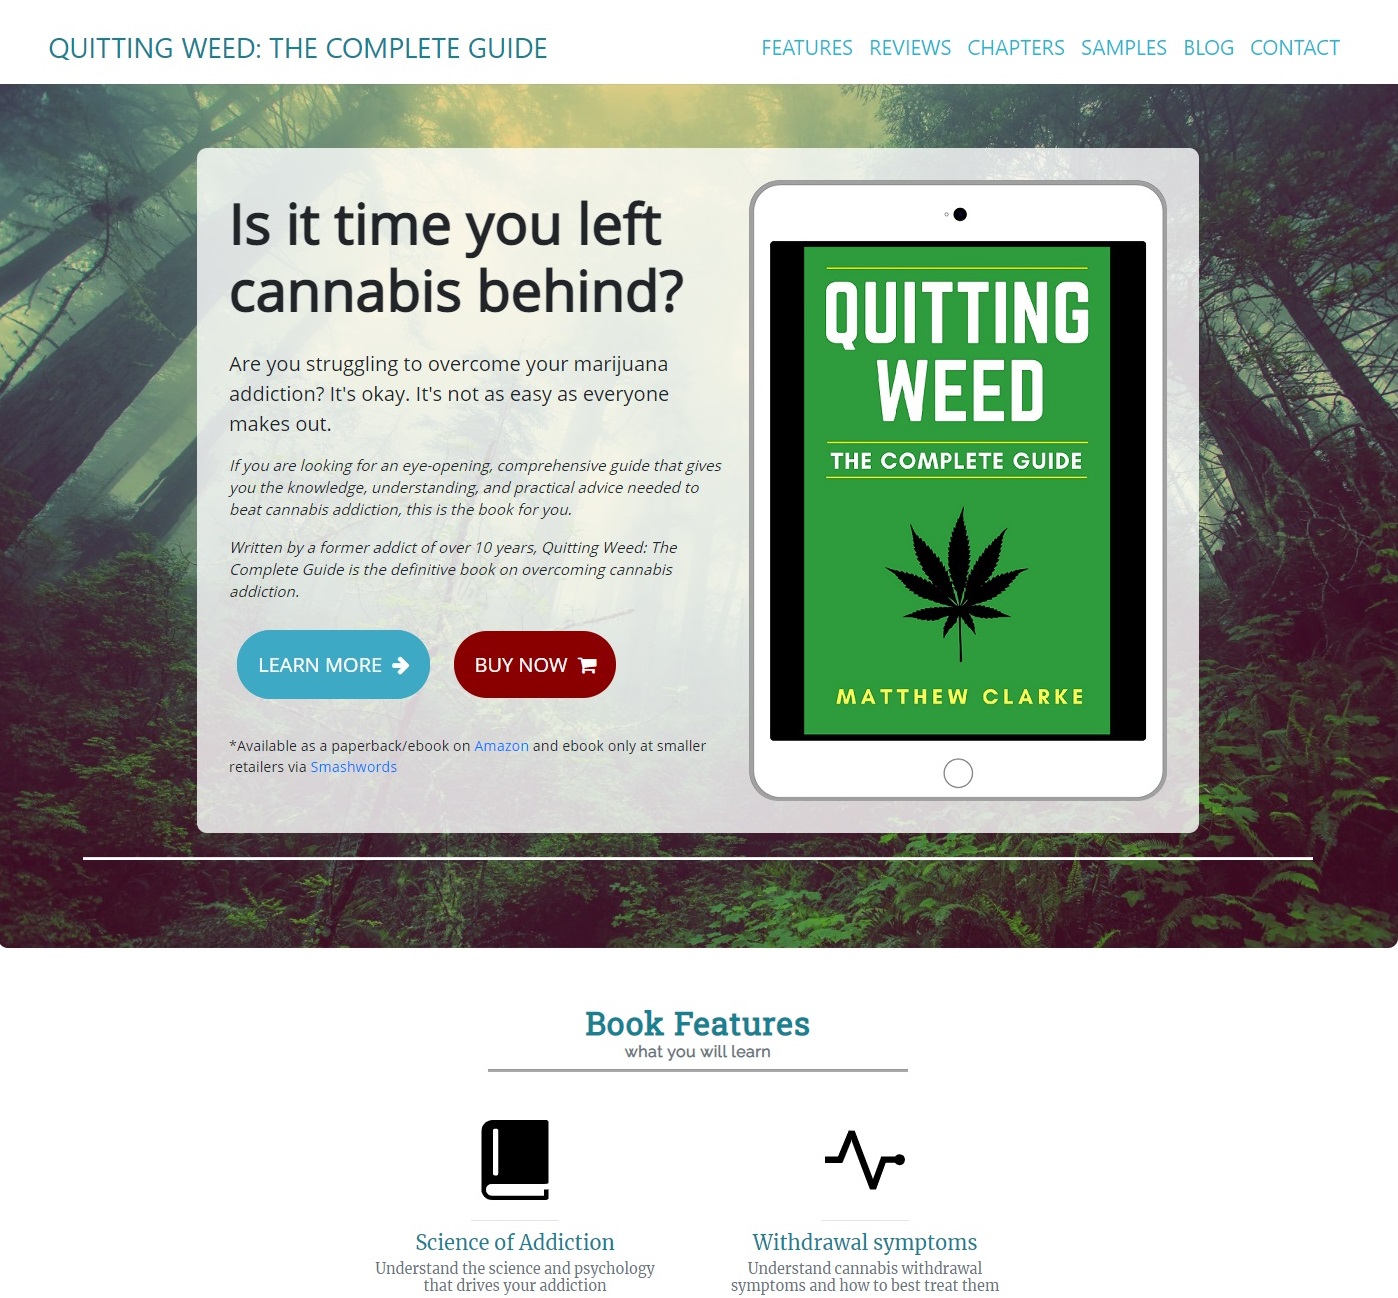 QUITTING WEED: THE COMPLETE GUIDE
FEATURES REVIEWS CHAPTERS SAMPLES BLOG CONTACT
Is it time you left
cannabis behind?
Are you struggling to overcome your marijuana
addiction? It's okay. It's not as easy as everyone
makes out.
If you are looking for an eye-opening, comprehensive guide that gives
you the knowledge, understanding, and practical advice needed to
beat cannabis addiction, this is the book for you.
Written by a former addict of over 10 years, Quitting Weed: The
Complete Guide is the definitive book on overcoming cannabis
addiction.
LEARN MORE
BUY NOW
*Available as a paperback/ebook on Amazon and ebook only at smaller
retailers via Smashwords
QUITTING
WEED
THE COMPLETE GUIDE
MATTHEW CLARKE
Book Features
what you will learn
Science of Addiction
Understand the science and psychology
that drives your addiction
Withdrawal symptoms
Understand cannabis withdrawal
symptoms and how to best treat them